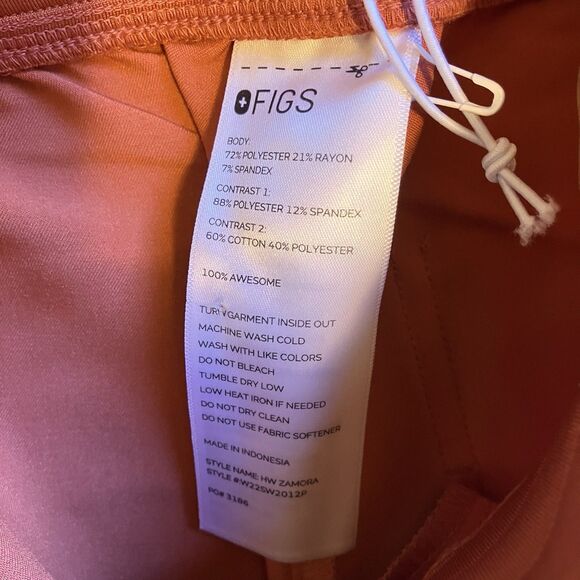 FIGS
BODY:
72% POLYESTER 21% RAYON
7% SPANDEX
CONTRAST 1:
88% POLYESTER 12% SPANDEX
CONTRAST 2:
60% COTTON 40% POLYESTER
100% AWESOME
TURN GARMENT INSIDE OUT
MACHINE WASH COLD
WASH WITH LIKE COLORS
DO NOT BLEACH
TUMBLE DRY LOW
LOW HEAT IRON IF NEEDED
DO NOT DRY CLEAN
DO NOT USE FABRIC SOFTENER
MADE IN INDONESIA
STYLE NAME: HW ZAMORA
STYLE #:W22SW2012P
PO# 3186